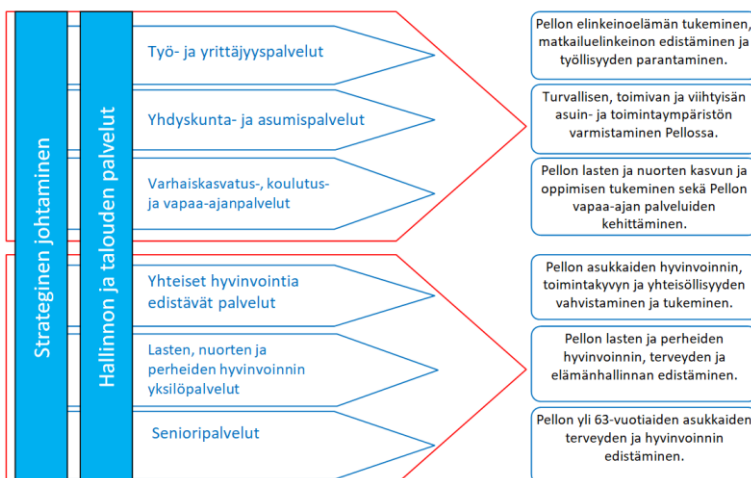 Strateginen johtaminen
Hallinnon ja talouden palvelut
Työ- ja yrittäjyyspalvelut
Pellon elinkeinoelämän tukeminen,
matkailuelinkeinon edistäminen ja
työllisyyden parantaminen.
Yhdyskunta- ja asumispalvelut
Turvallisen, toimivan ja viihtyisän
asuin- ja toimintaympäristön
varmistaminen Pellossa.
Varhaiskasvatus-, koulutus-
ja vapaa-ajanpalvelut
Pellon lasten ja nuorten kasvun ja
oppimisen tukeminen sekä Pellon
vapaa-ajan palveluiden
kehittäminen.
Yhteiset hyvinvointia
edistävät palvelut
Pellon asukkaiden hyvinvoinnin,
toimintakyvyn ja yhteisöllisyyden
vahvistaminen ja tukeminen.
Lasten, nuorten ja
perheiden hyvinvoinnin
yksilöpalvelut
Pellon lasten ja perheiden
hyvinvoinnin, terveyden ja
elämänhallinnan edistäminen.
Senioripalvelut
Pellon yli 63-vuotiaiden asukkaiden
terveyden ja hyvinvoinnin
edistäminen.